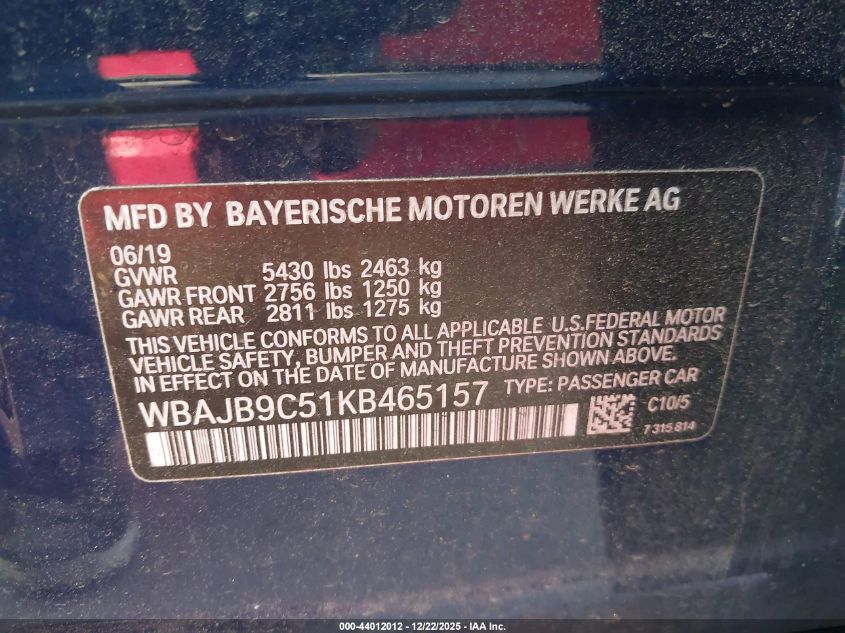 MFD BY BAYERISCHE MOTOREN WERKE AG
06/19
GVWR 5430 lbs 2463 kg
GAWR FRONT 2756 lbs 1250 kg
GAWR REAR 2811 lbs 1275 kg
THIS VEHICLE CONFORMS TO ALL APPLICABLE U.S.FEDERAL MOTOR
VEHICLE SAFETY, BUMPER AND THEFT PREVENTION STANDARDS
IN EFFECT ON THE DATE OF MANUFACTURE SHOWN ABOVE.
WBAJB9C51KB465157 TYPE: PASSENGER CAR
C10/5
7 315 814
000-44012012 - 12/22/2025 - IAA Inc.